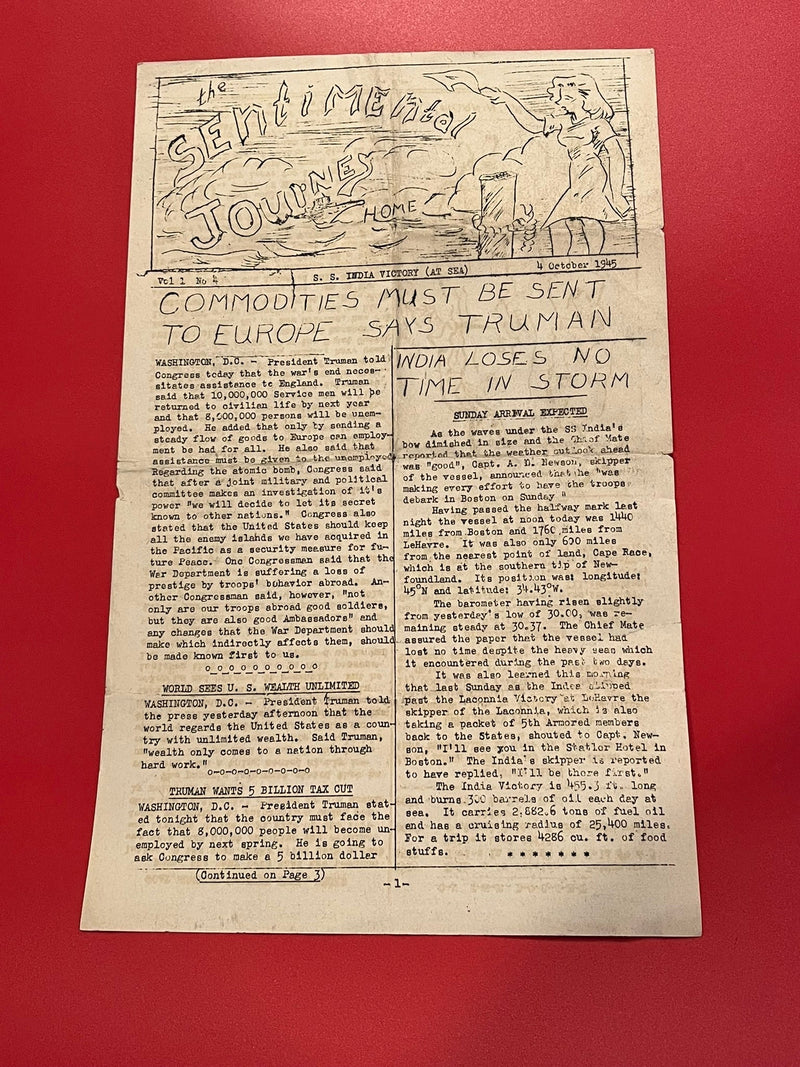 the
SENTIMENTAL
JOURNEY
HOME
Vol 1 No 4
S. S. INDIA VICTORY (AT SEA)
4 October 1945
COMMODITIES MUST BE SENT
TO EUROPE SAYS TRUMAN
WASHINGTON, D.C. - President Truman told
Congress today that the war's end neces-
sitates assistance to England. Truman
said that 10,000,000 Service men will be
returned to civilian life by next year
and that 8,000,000 persons will be unem-
ployed. He added that only by sending a
steady flow of goods to Europe can employ-
ment be had for all. He also said that
assistance must be given to the unemployed
Regarding the atomic bomb, Congress said
that after a joint military and political
committee makes an investigation of it's
power "we will decide to let its secret
known to other nations." Congress also
stated that the United States should keep
all the enemy islands we have acquired in
the Pacific as a security measure for fu-
ture Peace. One Congressman said that the
War Department is suffering a loss of
prestige by troops' behavior abroad. An-
other Congressman said, however, "not
only are our troops abroad good soldiers,
but they are also good Ambassadors" and
any changes that the War Department should
make which indirectly affects them, should
be made known first to us.
o o o o o o o o o o
WORLD SEES U. S. WEALTH UNLIMITED
WASHINGTON, D.C. - President Truman told
the press yesterday afternoon that the
world regards the United States as a coun-
try with unlimited wealth. Said Truman,
"wealth only comes to a nation through
hard work."
o-o-o-o-o-o-o-o-o
TRUMAN WANTS 5 BILLION TAX CUT
WASHINGTON, D.C. - President Truman stat-
ed tonight that the country must face the
fact that 8,000,000 people will become un-
employed by next spring. He is going to
ask Congress to make a 5 billion dollar
(Continued on Page 3)
INDIA LOSES NO
TIME IN STORM
SUNDAY ARRIVAL EXPECTED
As the waves under the SS India's
bow dimished in size and the Chief Mate
reported that the weather outlook ahead
was "good", Capt. A. D. Newson, skipper
of the vessel, announced that he "was
making every effort to have the troops
debark in Boston on Sunday "
Having passed the halfway mark last
night the vessel at noon today was 1440
miles from Boston and 1760 miles from
LeHavre. It was also only 600 miles
from the nearest point of land, Cape Race,
which is at the southern tip of New-
foundland. Its position was: longitude:
45°N and latitude: 34.43°W.
The barometer having risen slightly
from yesterday's low of 30.00, was re-
maining steady at 30.37. The Chief Mate
assured the paper that the vessel had
lost no time despite the heavy seas which
it encountered during the past two days.
It was also learned this morning
that last Sunday as the India slipped
past the Laconnia Victory at LeHavre the
skipper of the Laconnia, which is also
taking a packet of 5th Armored members
back to the States, shouted to Capt. New-
son, "I'll see you in the Statlor Hotel in
Boston." The India's skipper is reported
to have replied, "I'll be there first."
The India Victory is 455.3 ft. long
and burns 300 barrels of oil each day at
sea. It carries 2,882.6 tons of fuel oil
and has a cruising radius of 25,400 miles.
For a trip it stores 4286 cu. ft. of food
stuffs. * * * * * * *
-1-